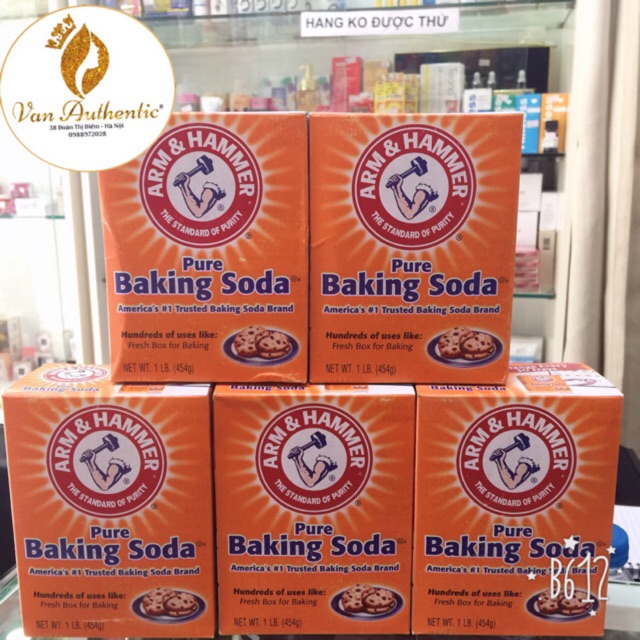 HÀNG KO ĐƯỢC THỬ
Van Authentic®
38 Đoàn Thị Điểm - Hà Nội
0988972028
ARM & HAMMER
THE STANDARD OF PURITY
Pure
Baking Soda
America's #1 Trusted Baking Soda Brand
Hundreds of uses like:
Fresh Box for Baking
NET WT. 1 LB. (454g)
ARM & HAMMER
THE STANDARD OF PURITY
Pure
Baking Soda
America's #1 Trusted Baking Soda Brand
Hundreds of uses like:
Fresh Box for Baking
NET WT. 1 LB. (454g)
ARM & HAMMER
THE STANDARD OF PURITY
Pure
Baking Soda
America's #1 Trusted Baking Soda Brand
Hundreds of uses like:
Fresh Box for Baking
NET WT. 1 LB. (454g)
ARM & HAMMER
THE STANDARD OF PURITY
Pure
Baking Soda
America's #1 Trusted Baking Soda Brand
Hundreds of uses like:
Fresh Box for Baking
NET WT. 1 LB. (454g)
ARM & HAMMER
THE STANDARD OF PURITY
Pure
Baking Soda
America's #1 Trusted Baking Soda Brand
Hundreds of uses like:
Fresh Box for Baking
NET WT. 1 LB. (454g)
B612